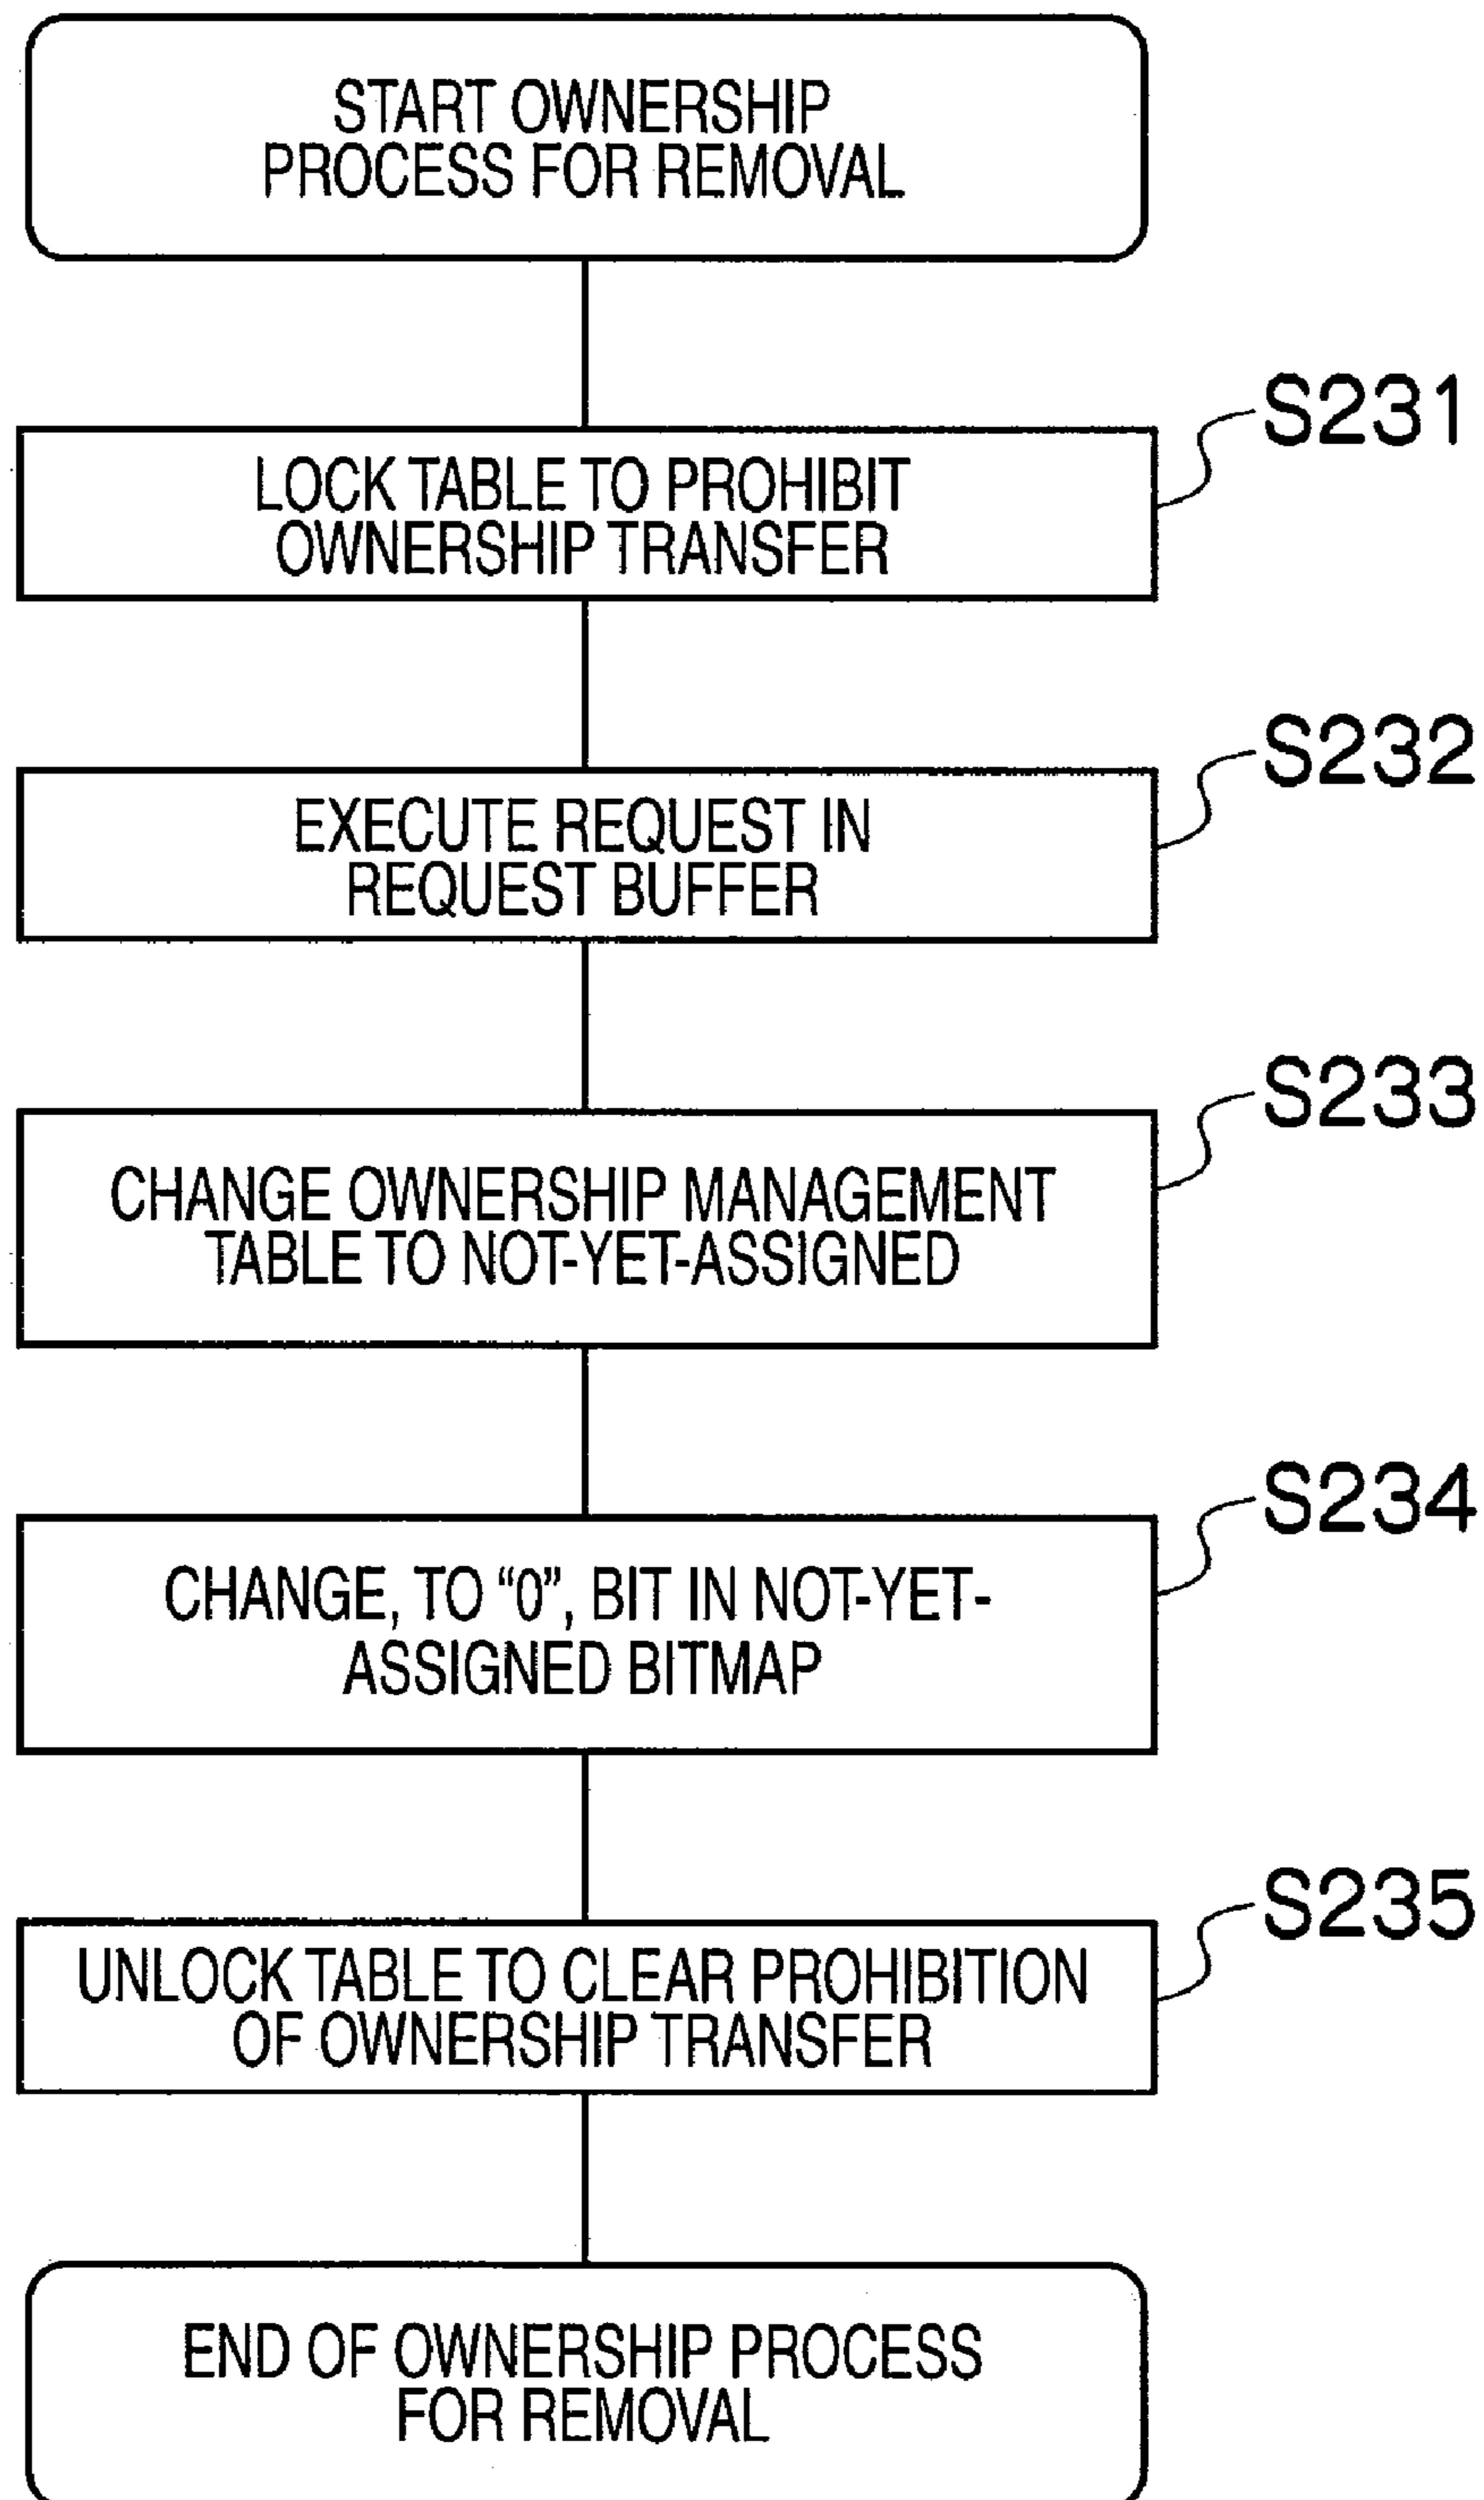 START OWNERSHIP
PROCESS FOR REMOVAL
S231
LOCK TABLE TO PROHIBIT
OWNERSHIP TRANSFER
S232
EXECUTE REQUEST IN
REQUEST BUFFER
S233
CHANGE OWNERSHIP MANAGEMENT
TABLE TO NOT-YET-ASSIGNED
S234
CHANGE, TO “0”, BIT IN NOT-YET-
ASSIGNED BITMAP
S235
UNLOCK TABLE TO CLEAR PROHIBITION
OF OWNERSHIP TRANSFER
END OF OWNERSHIP PROCESS
FOR REMOVAL